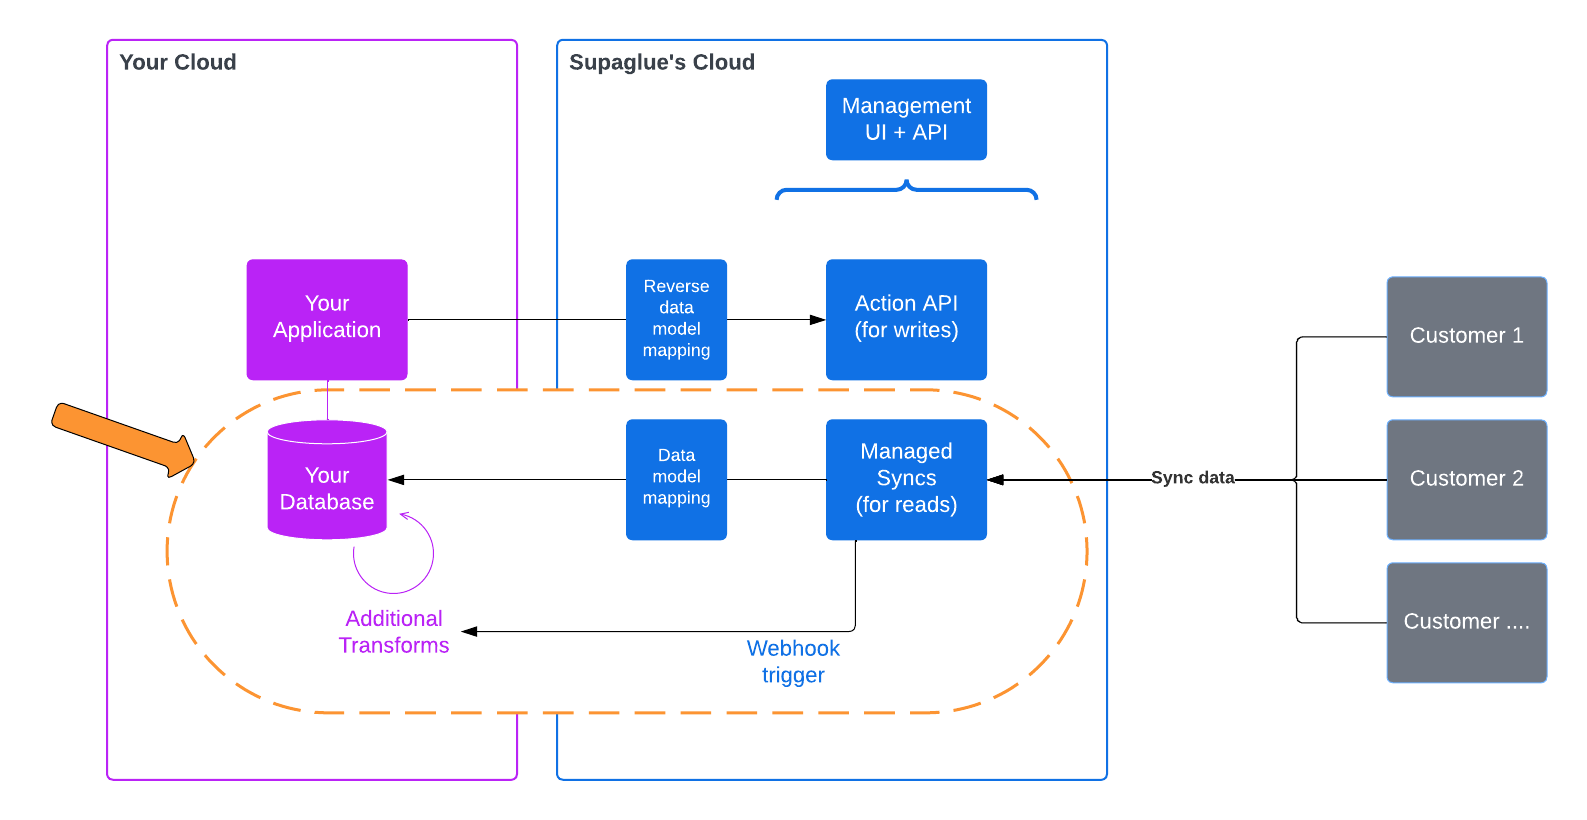 Your Cloud
Supaglue's Cloud
Management
UI + API
Your
Application
Reverse
data
model
mapping
Action API
(for writes)
Customer 1
Your
Database
Data
model
mapping
Managed
Syncs
(for reads)
Sync data
Customer 2
Additional
Transforms
Webhook
trigger
Customer ....